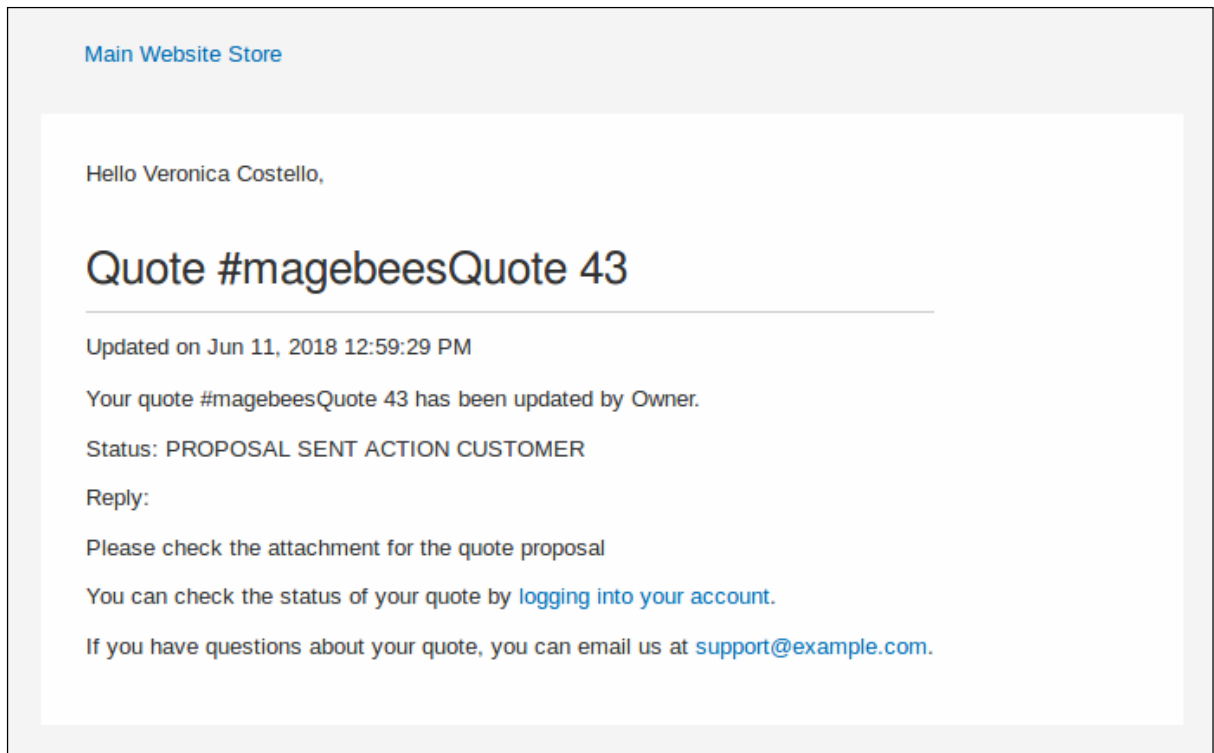 Main Website Store
Hello Veronica Costello,
Quote #magebeesQuote 43
Updated on Jun 11, 2018 12:59:29 PM
Your quote #magebeesQuote 43 has been updated by Owner.
Status: PROPOSAL SENT ACTION CUSTOMER
Reply:
Please check the attachment for the quote proposal
You can check the status of your quote by logging into your account.
If you have questions about your quote, you can email us at support@example.com.